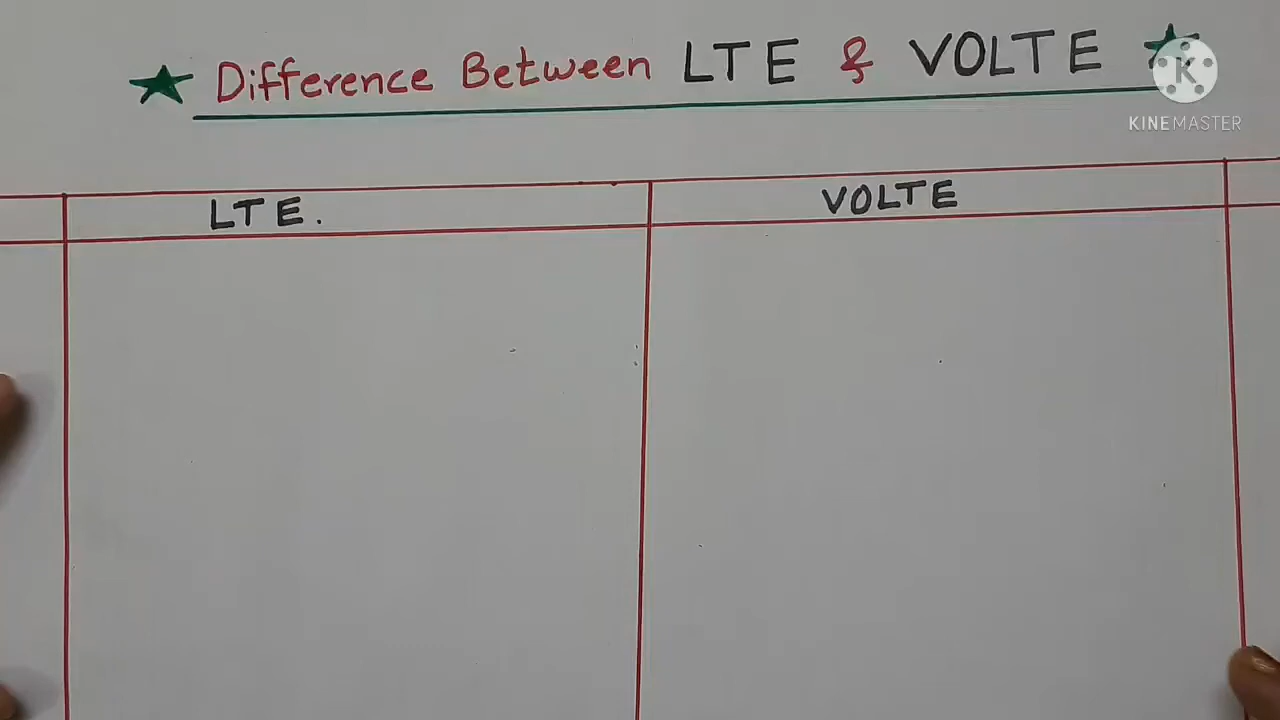 ★ Difference Between LTE & VOLTE ★
K
KINEMASTER
LTE.
VOLTE